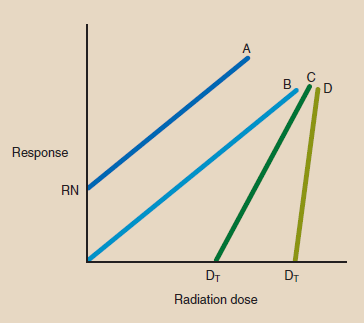 A
B
C
D
Response
RN
DT
DT
Radiation dose